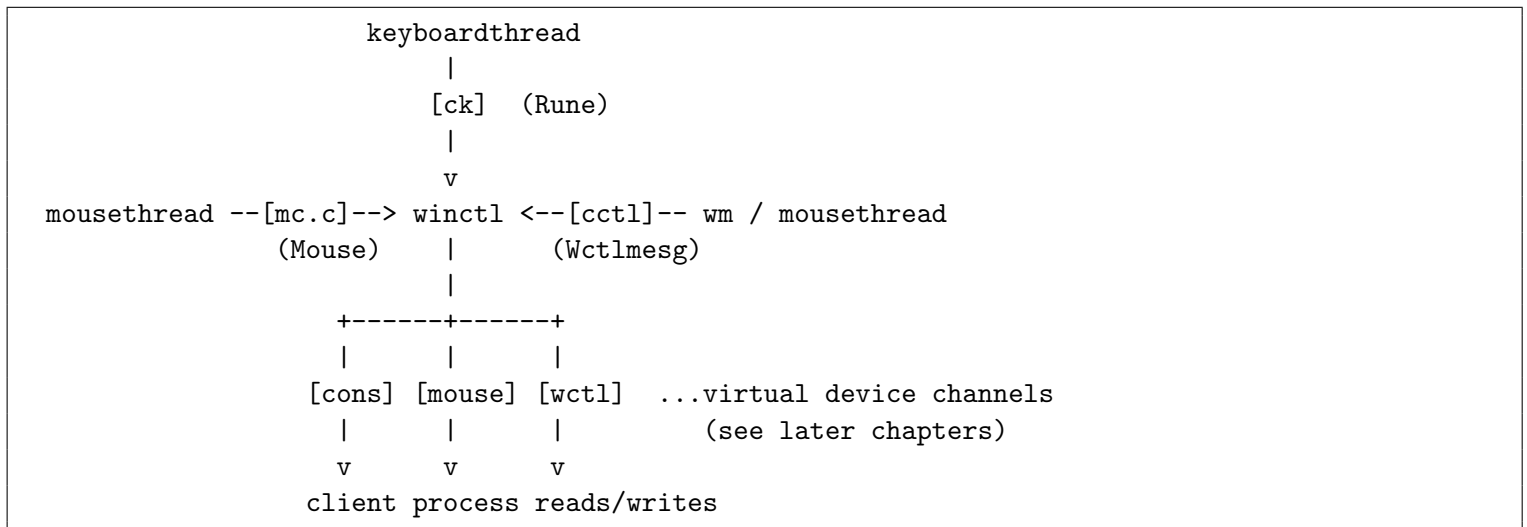 keyboardthread
|
[ck] (Rune)
|
v
mousethread --[mc.c]--> winctl <--[cctl]-- wm / mousethread
(Mouse) | (Wctlmesg)
|
+------+------+
| | |
[cons] [mouse] [wctl] ...virtual device channels
| | | (see later chapters)
v v v
client process reads/writes